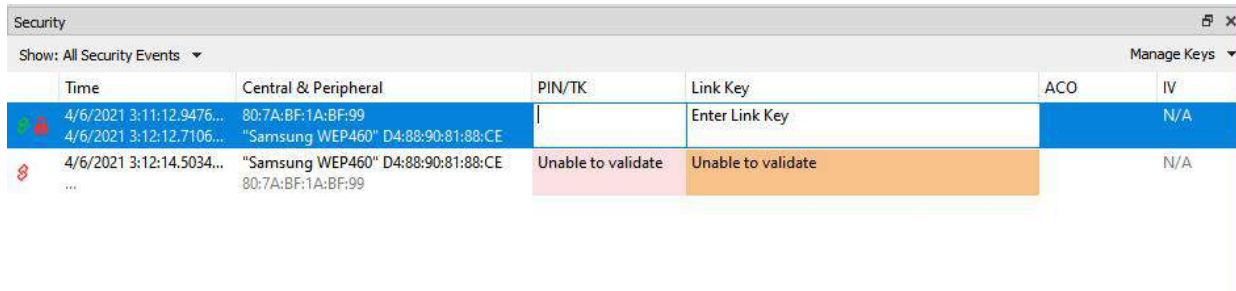 Security
Show: All Security Events Manage Keys
Time Central & Peripheral PIN/TK Link Key ACO IV
4/6/2021 3:11:12.9476... 80:7A:BF:1A:BF:99 Enter Link Key N/A
4/6/2021 3:12:12.7106... "Samsung WEP460" D4:88:90:81:88:CE
4/6/2021 3:12:14.5034... "Samsung WEP460" D4:88:90:81:88:CE Unable to validate Unable to validate N/A
... 80:7A:BF:1A:BF:99